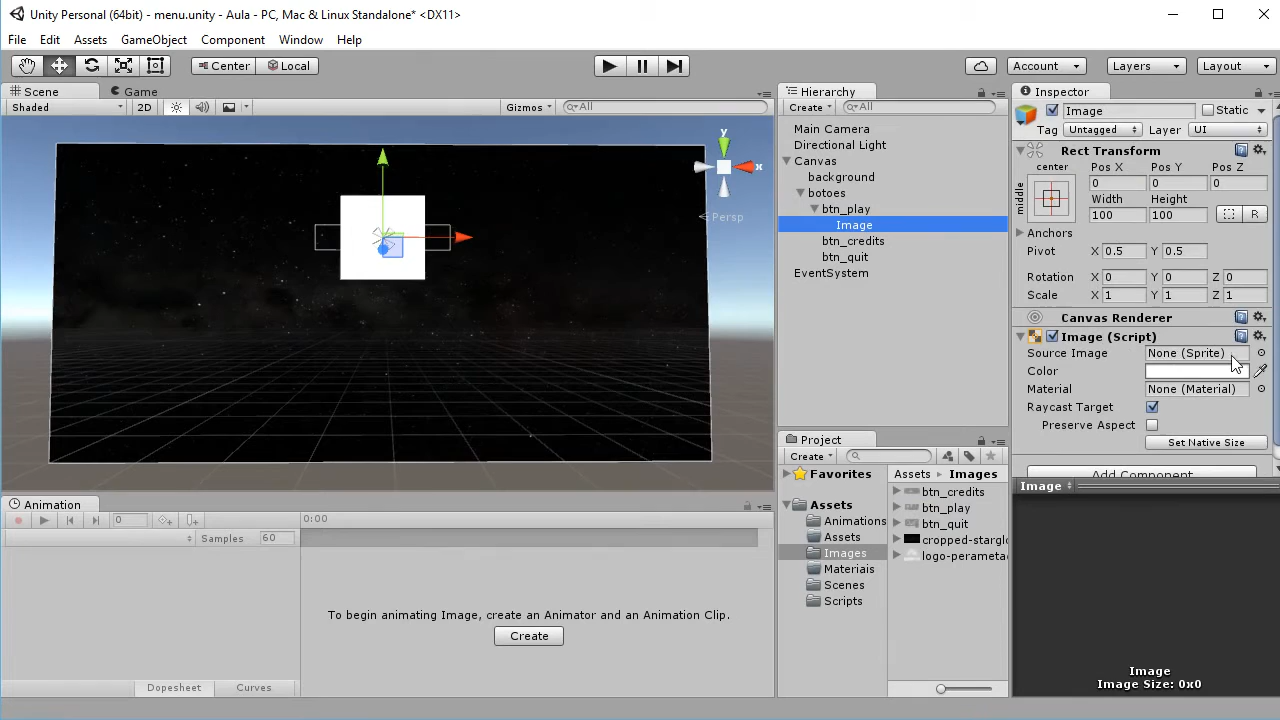 Unity Personal (64bit) - menu.unity - Aula - PC, Mac & Linux Standalone* <DX11>
File Edit Assets GameObject Component Window Help
Center Local Account Layers Layout
Scene Game
Shaded 2D Gizmos All
y
x
Persp
Hierarchy
Create All
Main Camera
Directional Light
Canvas
background
botoes
btn_play
Image
btn_credits
btn_quit
EventSystem
Inspector
Image Static
Tag Untagged Layer UI
Rect Transform
center Pos X Pos Y Pos Z
middle 0 0 0
Width Height
100 100 R
Anchors
Pivot X 0.5 Y 0.5
Rotation X 0 Y 0 Z 0
Scale X 1 Y 1 Z 1
Canvas Renderer
Image (Script)
Source Image None (Sprite)
Color
Material None (Material)
Raycast Target
Preserve Aspect
Set Native Size
Add Component
Image
Image
Image Size: 0x0
Project
Create
Favorites
Assets
Animations
Assets
Images
Materiais
Scenes
Scripts
Assets Images
btn_credits
btn_play
btn_quit
cropped-starglo
logo-perameta
Animation
0 0:00
Samples 60
To begin animating Image, create an Animator and an Animation Clip.
Create
Dopesheet Curves